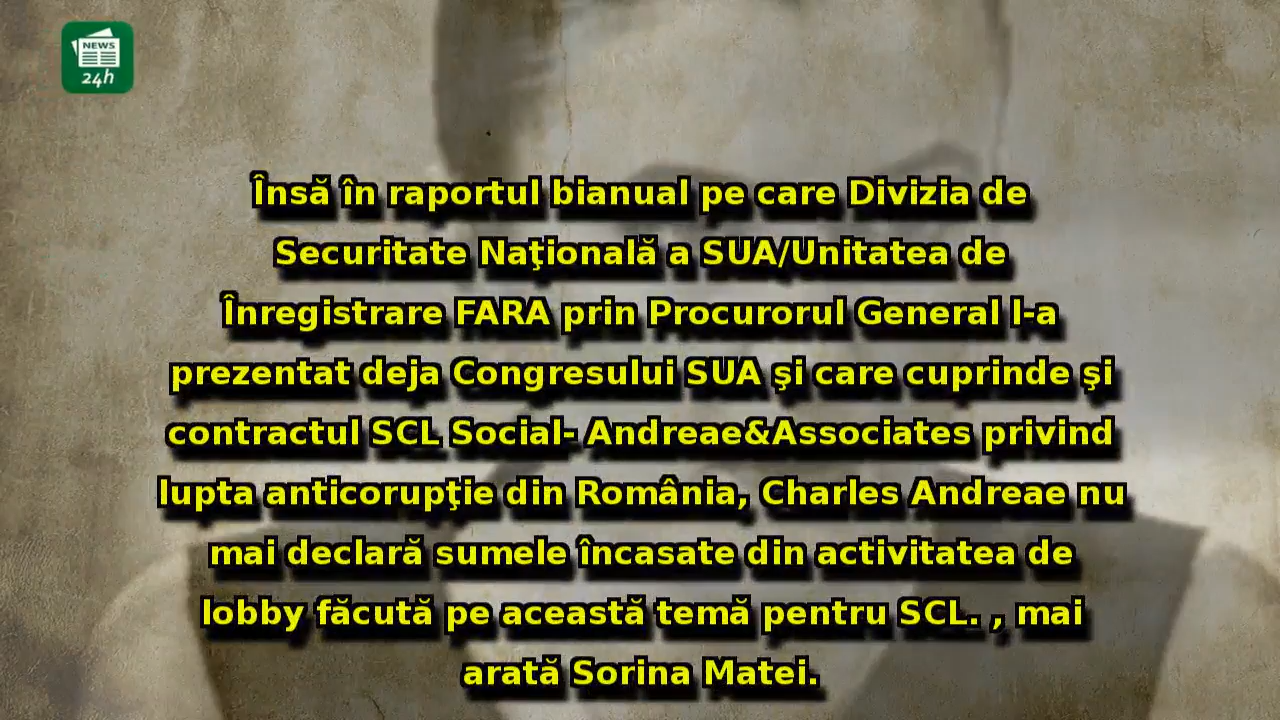 NEWS
24h
Însă în raportul bianual pe care Divizia de
Securitate Naţională a SUA/Unitatea de
Înregistrare FARA prin Procurorul General l-a
prezentat deja Congresului SUA şi care cuprinde şi
contractul SCL Social- Andreae&Associates privind
lupta anticorupţie din România, Charles Andreae nu
mai declară sumele încasate din activitatea de
lobby făcută pe această temă pentru SCL. , mai
arată Sorina Matei.